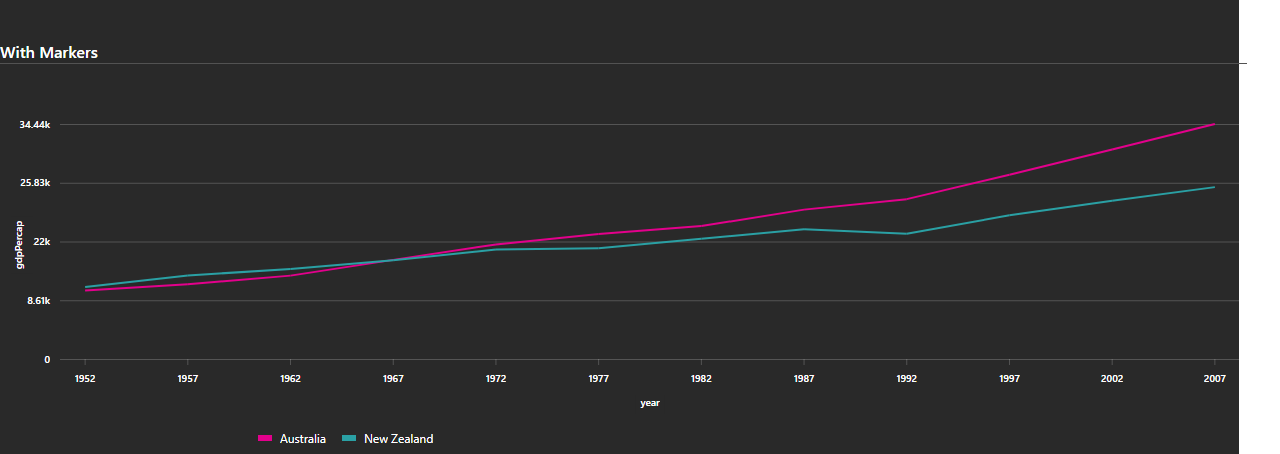 With Markers
34.44k
25.83k
22k
8.61k
0
gdpPercap
1952 1957 1962 1967 1972 1977 1982 1987 1992 1997 2002 2007
year
Australia New Zealand